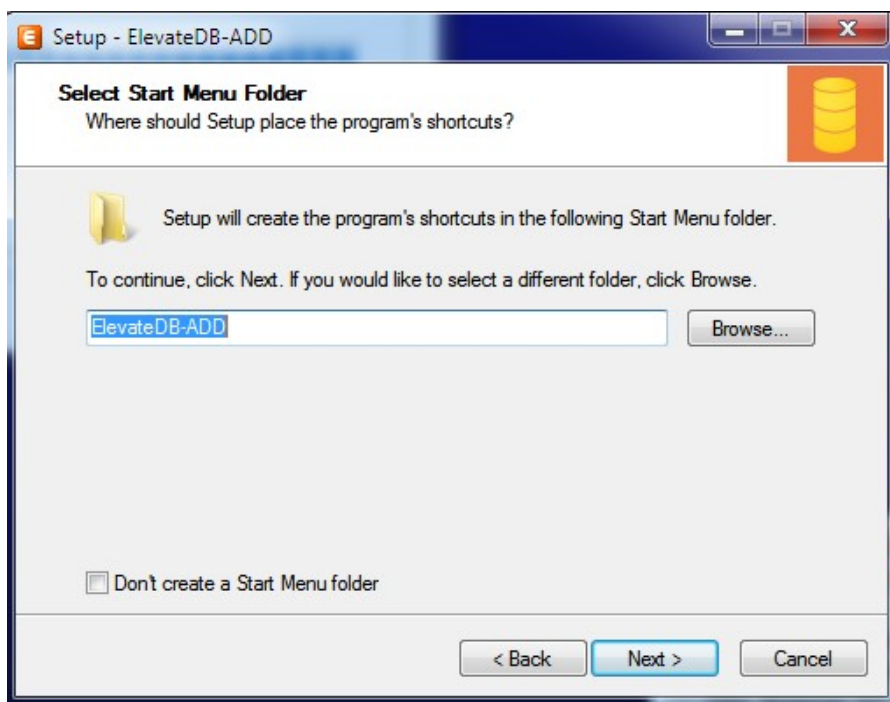 Setup - ElevateDB-ADD
Select Start Menu Folder
Where should Setup place the program's shortcuts?
Setup will create the program's shortcuts in the following Start Menu folder.
To continue, click Next. If you would like to select a different folder, click Browse.
ElevateDB-ADD
Browse...
Don't create a Start Menu folder
< Back
Next >
Cancel